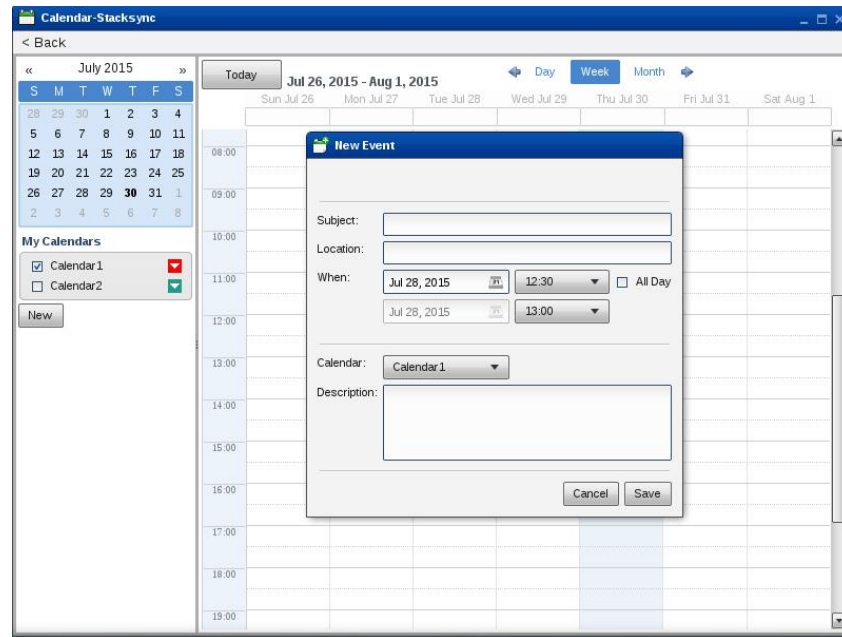 Calendar-Stacksync
< Back
« July 2015 »
S M T W T F S
28 29 30 1 2 3 4
5 6 7 8 9 10 11
12 13 14 15 16 17 18
19 20 21 22 23 24 25
26 27 28 29 30 31 1
2 3 4 5 6 7 8
My Calendars
Calendar1
Calendar2
New
Today Jul 26, 2015 - Aug 1, 2015 Day Week Month
Sun Jul 26 Mon Jul 27 Tue Jul 28 Wed Jul 29 Thu Jul 30 Fri Jul 31 Sat Aug 1
08:00
09:00
10:00
11:00
12:00
13:00
14:00
15:00
16:00
17:00
18:00
19:00
New Event
Subject:
Location:
When: Jul 28, 2015 12:30 All Day
Jul 28, 2015 13:00
Calendar: Calendar1
Description:
Cancel Save